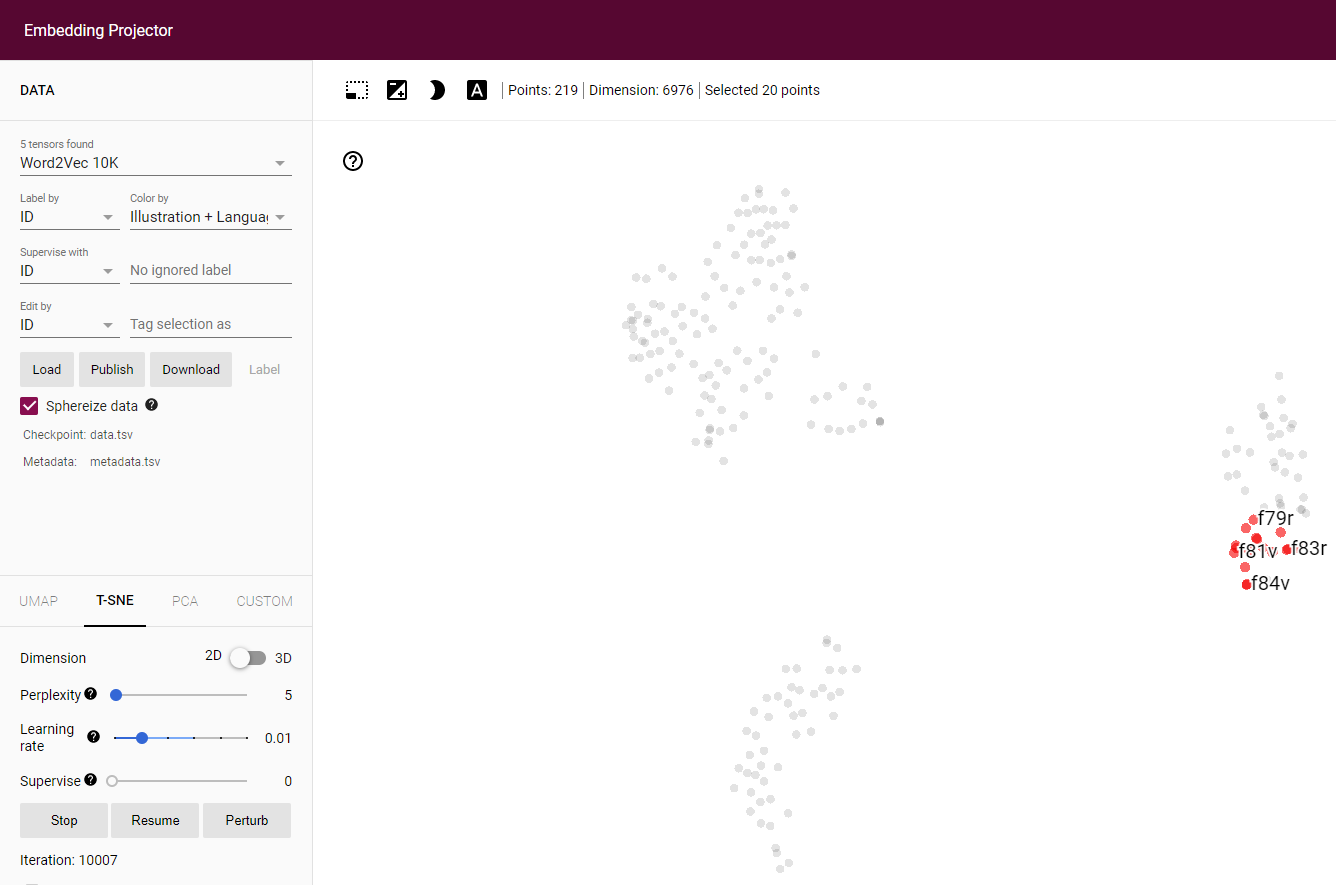 Embedding Projector
DATA
5 tensors found
Word2Vec 10K
Label by
Color by
ID
Illustration + Langua
Supervise with
ID
No ignored label
Edit by
ID
Tag selection as
Load
Publish
Download
Label
Sphereize data
Checkpoint: data.tsv
Metadata: metadata.tsv
UMAP
T-SNE
PCA
CUSTOM
Dimension
2D
3D
Perplexity
5
Learning
rate
0.01
Supervise
0
Stop
Resume
Perturb
Iteration: 10007
A
Points: 219
Dimension: 6976
Selected 20 points
f79r
f81v
f83r
f84v